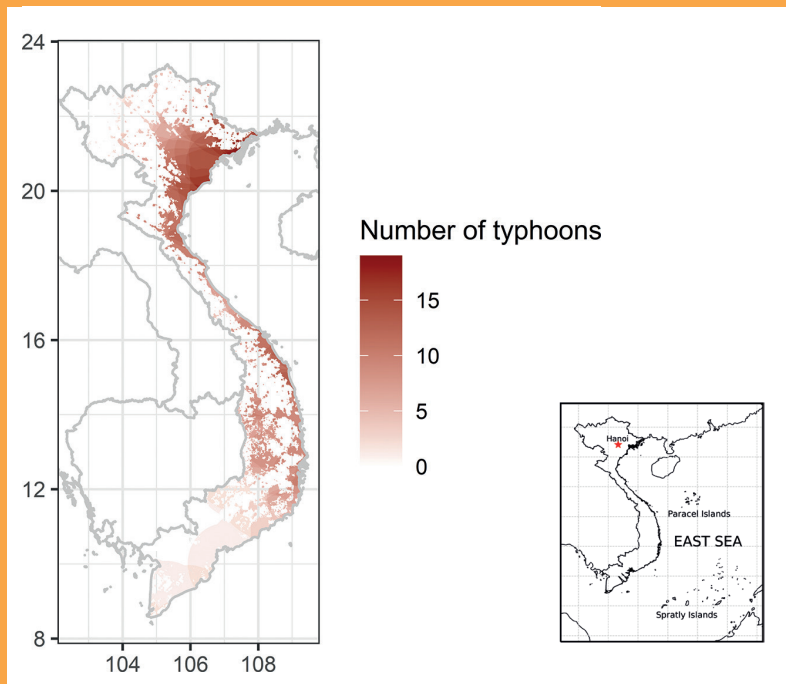 24
20
16
12
8
104 106 108
Number of typhoons
15
10
5
0
Hanoi
Paracel Islands
EAST SEA
Spratly Islands